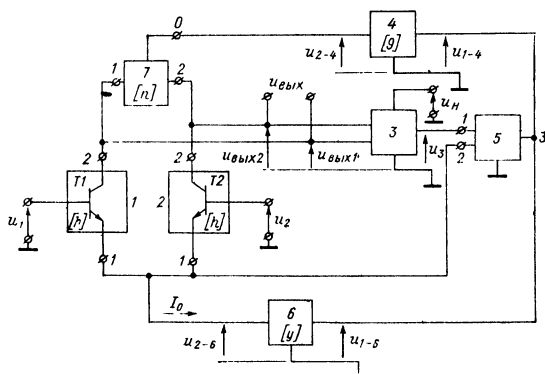 0
4
[g]
u₂₋₄
u₁₋₄
1
7
[n]
2
uвых
3
uн
u₃
1
2
5
3
uвых2
uвых1
2
T1
[h]
1
1
u₁
2
T2
[h]
2
1
u₂
I₀
6
[y]
u₂₋₆
u₁₋₆